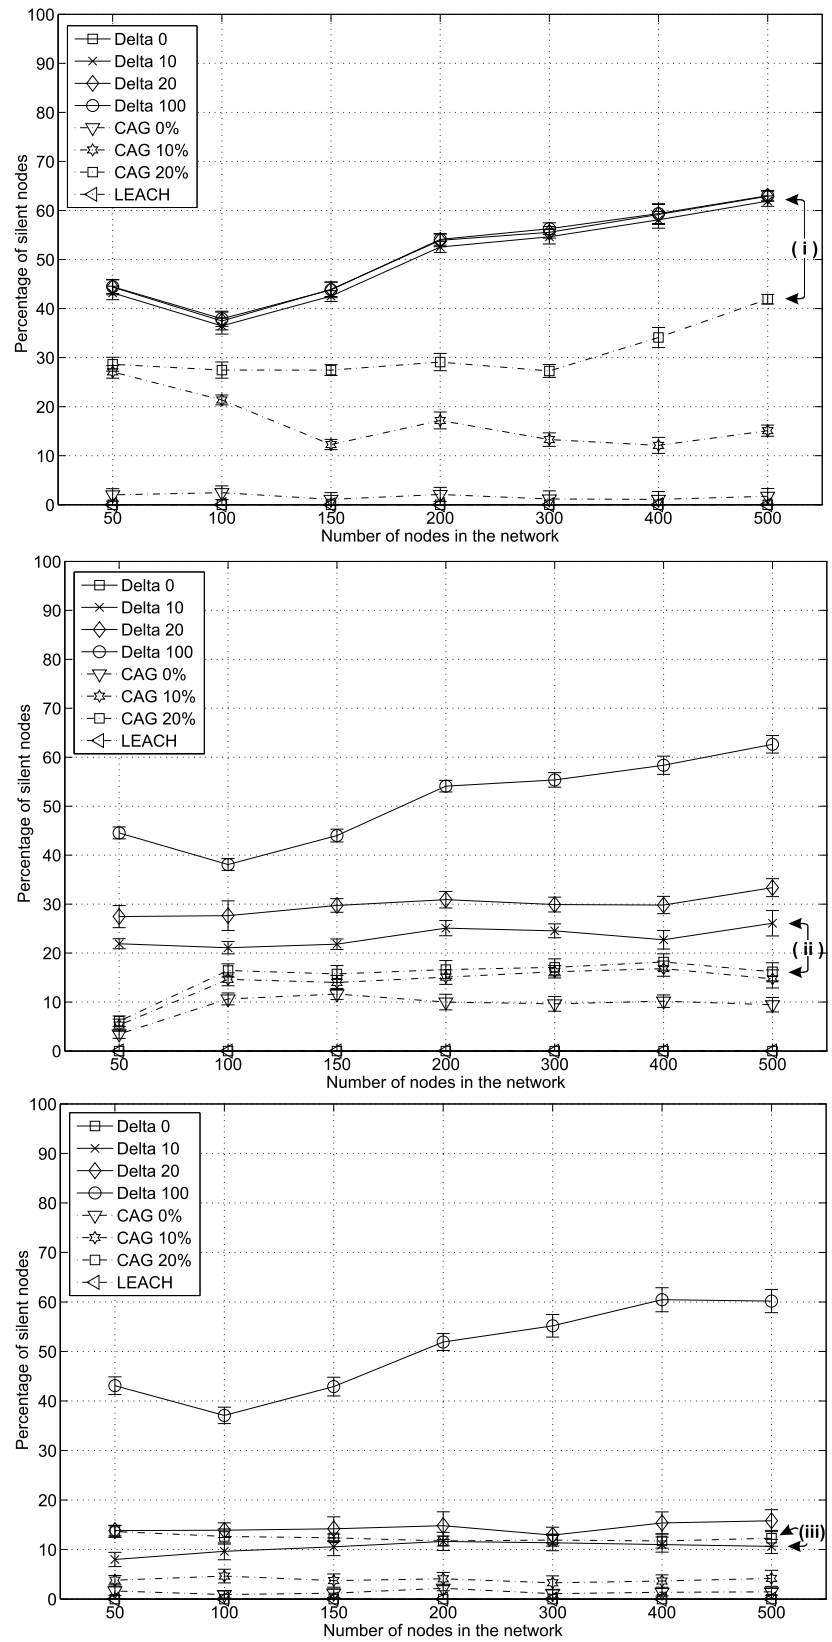 100
90
80
70
60
50
40
30
20
10
0
Percentage of silent nodes
Delta 0
Delta 10
Delta 20
Delta 100
CAG 0%
CAG 10%
CAG 20%
LEACH
( i )
50 100 150 200 300 400 500
Number of nodes in the network
100
90
80
70
60
50
40
30
20
10
0
Percentage of silent nodes
Delta 0
Delta 10
Delta 20
Delta 100
CAG 0%
CAG 10%
CAG 20%
LEACH
( ii )
50 100 150 200 300 400 500
Number of nodes in the network
100
90
80
70
60
50
40
30
20
10
0
Percentage of silent nodes
Delta 0
Delta 10
Delta 20
Delta 100
CAG 0%
CAG 10%
CAG 20%
LEACH
(iii)
50 100 150 200 300 400 500
Number of nodes in the network